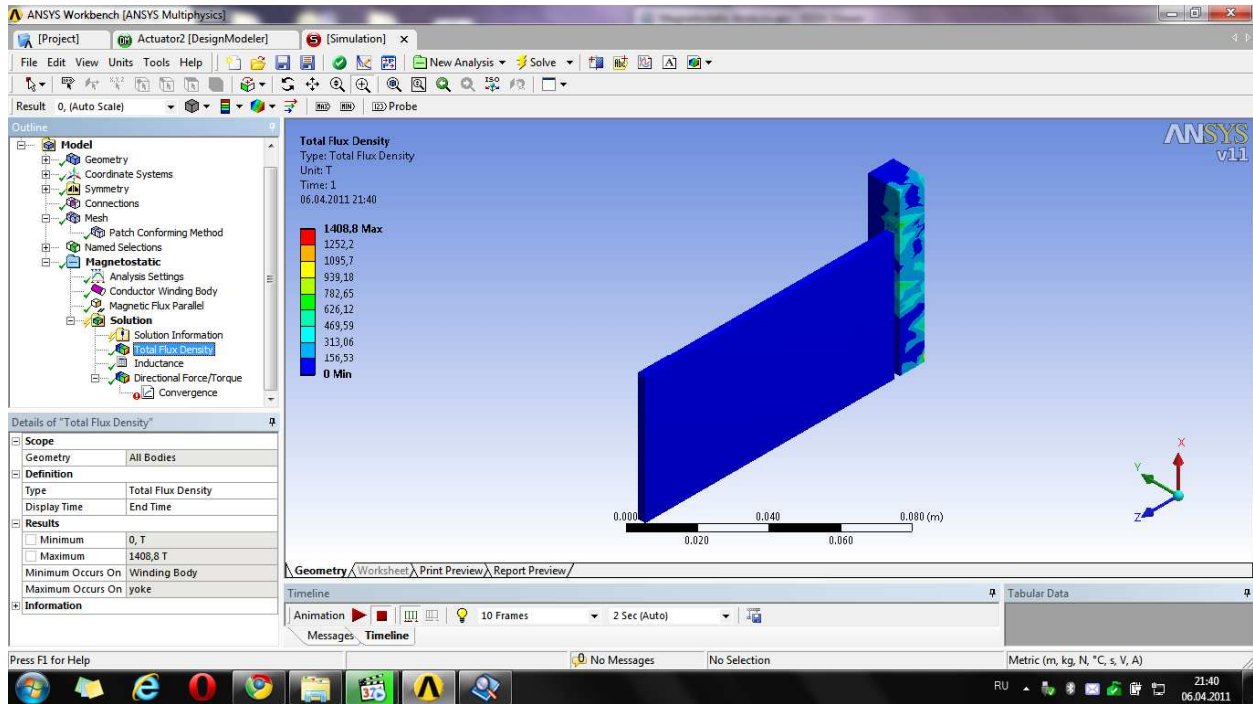 ANSYS Workbench [ANSYS Multiphysics]
[Project] Actuator2 [DesignModeler] [Simulation] ×
File Edit View Units Tools Help New Analysis Solve A
Result 0, (Auto Scale) MAX MIN Probe
Outline
Model
Geometry
Coordinate Systems
Symmetry
Connections
Mesh
Patch Conforming Method
Named Selections
Magnetostatic
Analysis Settings
Conductor Winding Body
Magnetic Flux Parallel
Solution
Solution Information
Total Flux Density
Inductance
Directional Force/Torque
Convergence
Details of "Total Flux Density"
Scope
Geometry All Bodies
Definition
Type Total Flux Density
Display Time End Time
Results
Minimum 0, T
Maximum 1408,8 T
Minimum Occurs On Winding Body
Maximum Occurs On yoke
Information
Total Flux Density
Type: Total Flux Density
Unit: T
Time: 1
06.04.2011 21:40
1408,8 Max
1252,2
1095,7
939,18
782,65
626,12
469,59
313,06
156,53
0 Min
ANSYS
v11
X
Y
Z
0.000 0.040 0.080 (m)
0.020 0.060
Geometry Worksheet Print Preview Report Preview
Timeline
Animation 10 Frames 2 Sec (Auto)
Messages Timeline
Tabular Data
Press F1 for Help 0 No Messages No Selection Metric (m, kg, N, °C, s, V, A)
RU 21:40
06.04.2011